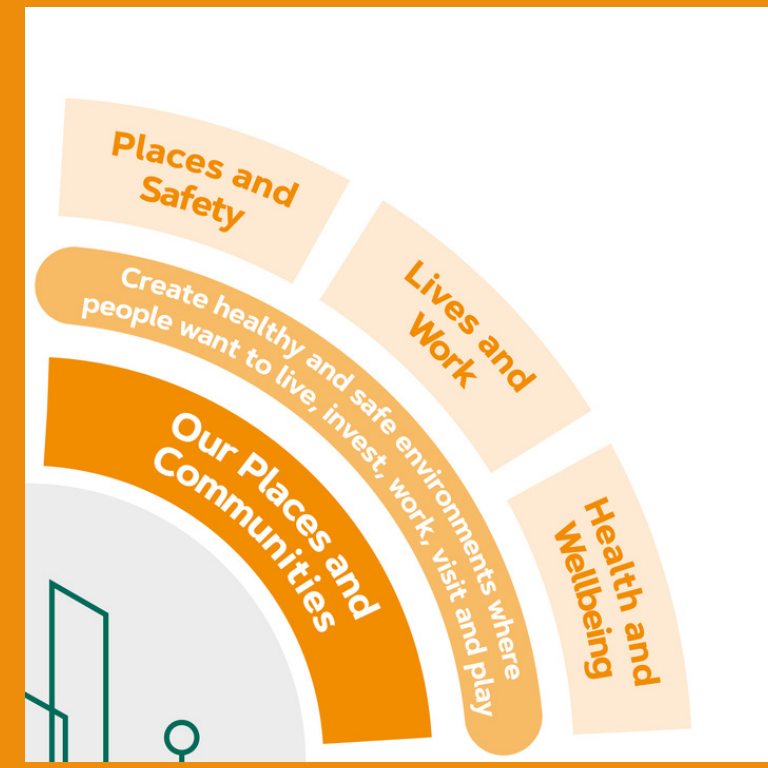 Places and
Safety
Lives and
Work
Health and
Wellbeing
Create healthy and safe environments where
people want to live, invest, work, visit and play
Our Places and
Communities